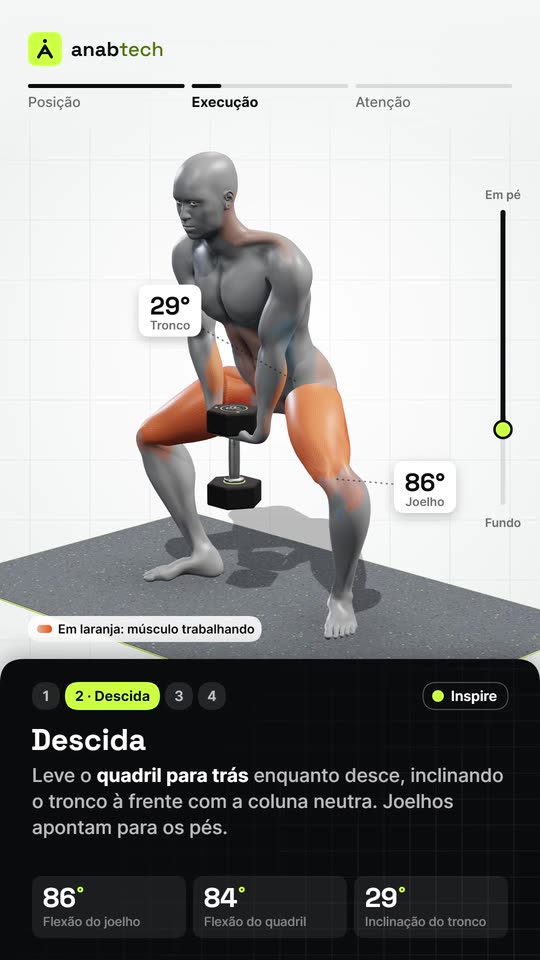 anabtech
Posição
Execução
Atenção
Em pé
29°
Tronco
86°
Joelho
Fundo
Em laranja: músculo trabalhando
1
2 · Descida
3
4
Inspire
Descida
Leve o quadril para trás enquanto desce, inclinando
o tronco à frente com a coluna neutra. Joelhos
apontam para os pés.
86°
Flexão do joelho
84°
Flexão do quadril
29°
Inclinação do tronco